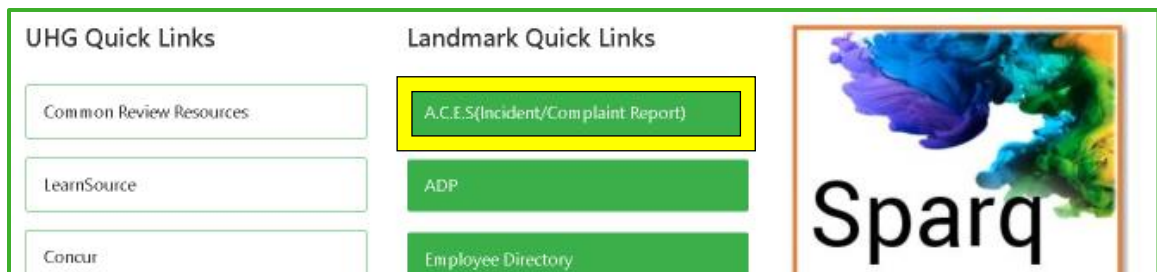 UHG Quick Links
Common Review Resources
LearnSource
Concur
Landmark Quick Links
A.C.E.S(Incident/Complaint Report)
ADP
Employee Directory
Sparq